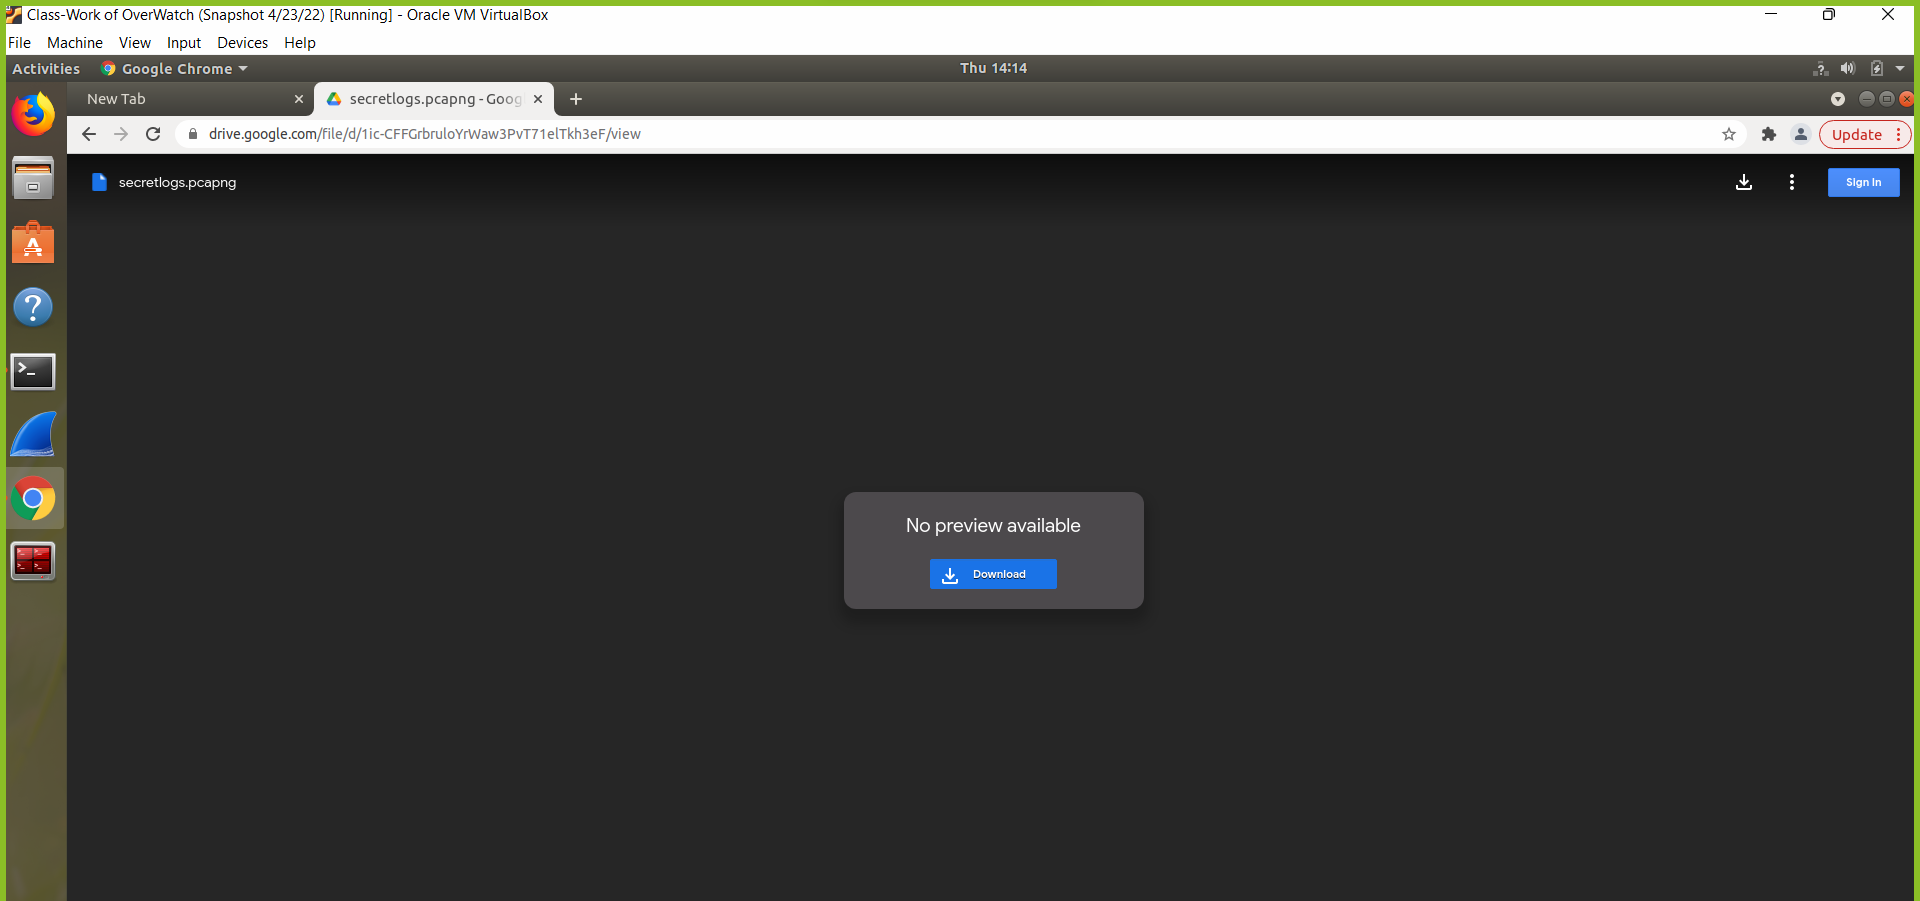 Class-Work of OverWatch (Snapshot 4/23/22) [Running] - Oracle VM VirtualBox
File Machine View Input Devices Help
Activities Google Chrome Thu 14:14
New Tab secretlogs.pcapng - Goog
drive.google.com/file/d/1ic-CFFGrbruloYrWaw3PvT71elTkh3eF/view Update
secretlogs.pcapng Sign in
No preview available
Download